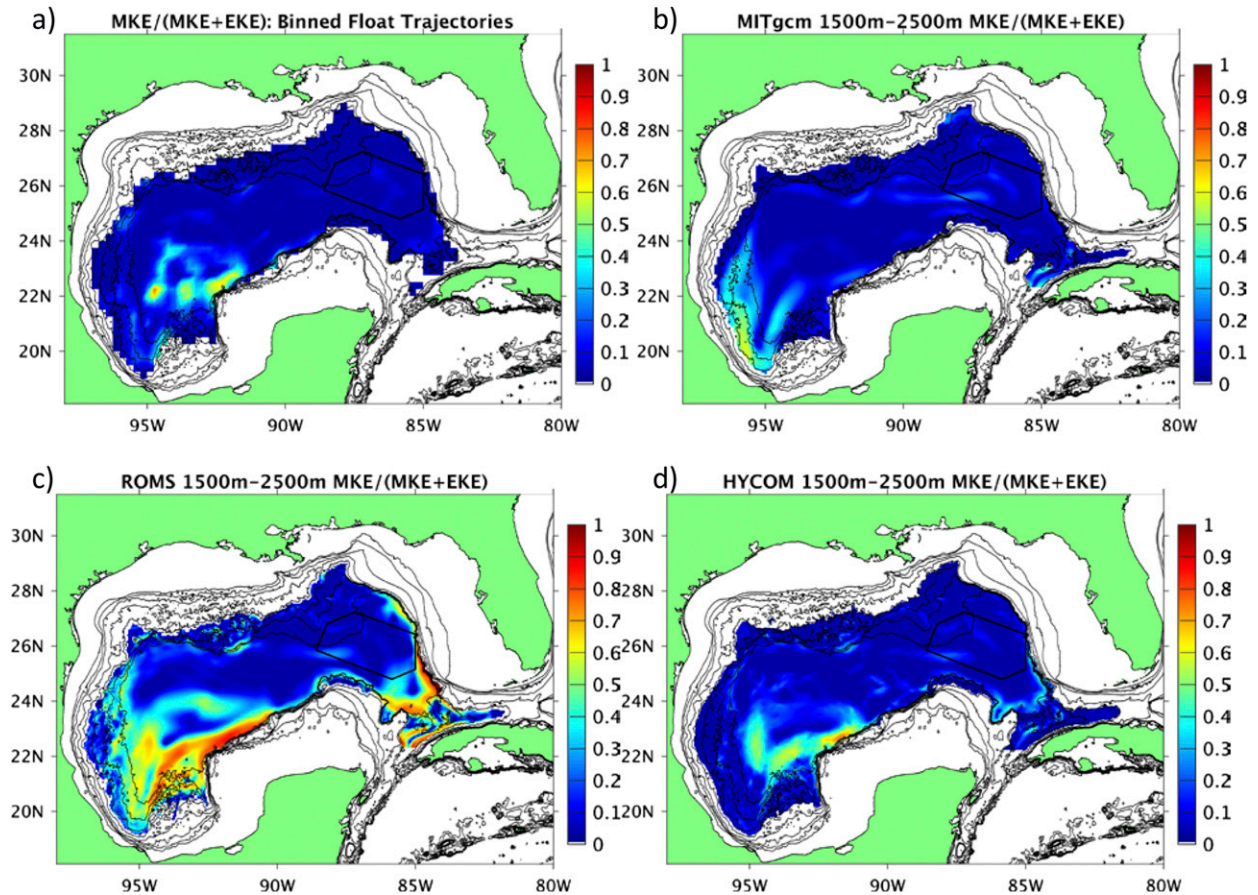 a) MKE/(MKE+EKE): Binned Float Trajectories
30N
28N
26N
24N
22N
20N
95W 90W 85W 80W
1
0.9
0.8
0.7
0.6
0.5
0.4
0.3
0.2
0.1
0
b) MITgcm 1500m-2500m MKE/(MKE+EKE)
30N
28N
26N
24N
22N
20N
95W 90W 85W 80W
1
0.9
0.8
0.7
0.6
0.5
0.4
0.3
0.2
0.1
0
c) ROMS 1500m-2500m MKE/(MKE+EKE)
30N
28N
26N
24N
22N
20N
95W 90W 85W 80W
1
0.9
0.8
0.7
0.6
0.5
0.4
0.3
0.2
0.1
0
d) HYCOM 1500m-2500m MKE/(MKE+EKE)
30N
28N
26N
24N
22N
120N
95W 90W 85W 80W
1
0.9
0.8
0.7
0.6
0.5
0.4
0.3
0.2
0.1
0